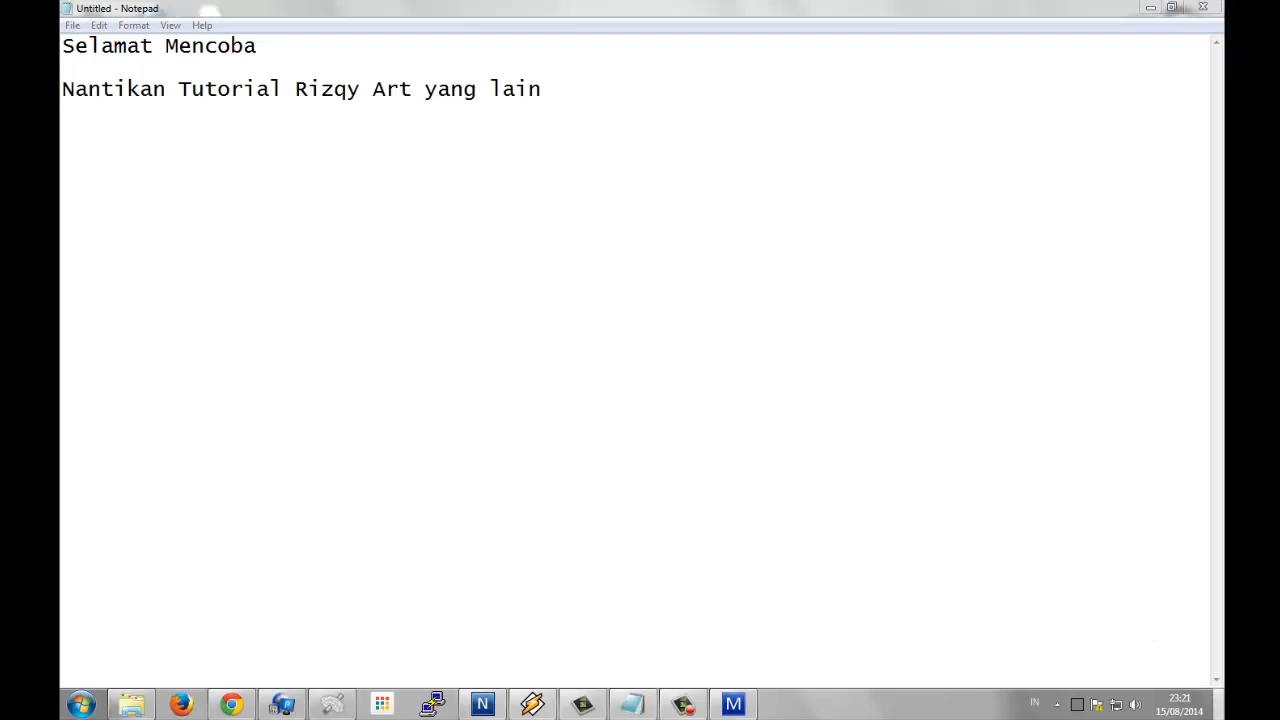 Untitled - Notepad
File Edit Format View Help
Selamat Mencoba
Nantikan Tutorial Rizqy Art yang lain
N
M
IN
23:21
15/08/2014